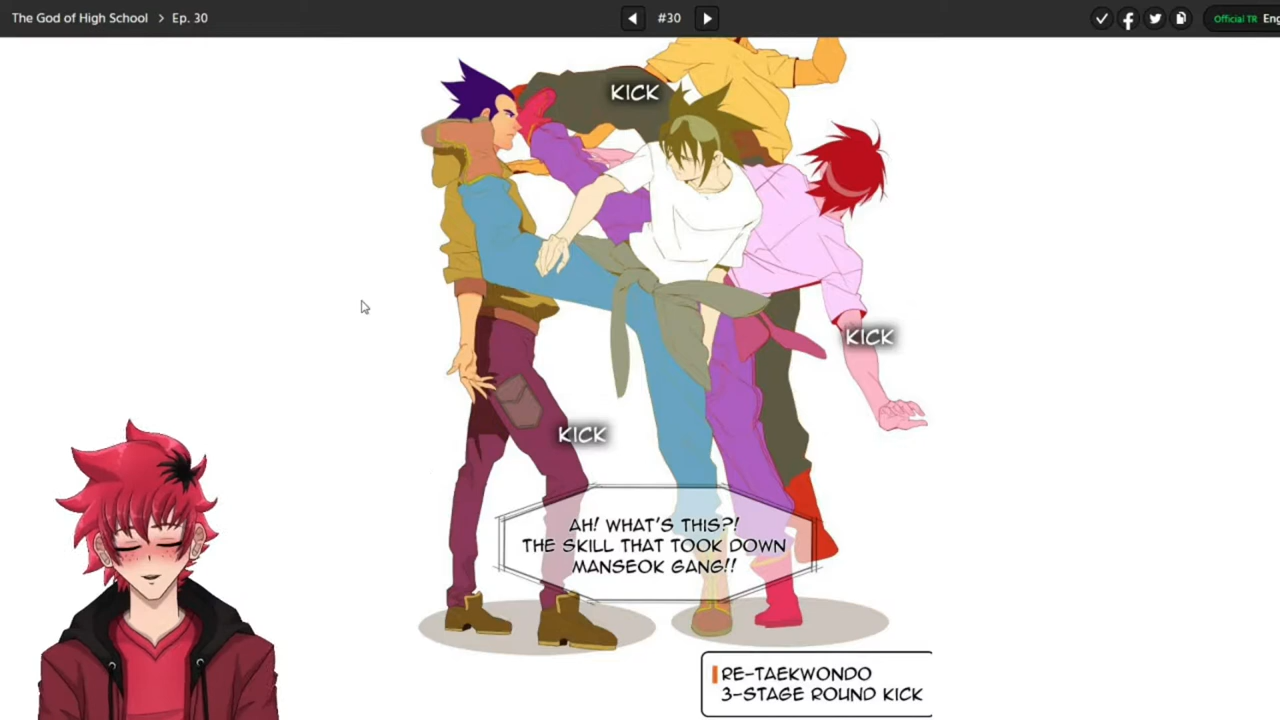 The God of High School > Ep. 30
#30
Official TR Eng
KICK
KICK
KICK
AH! WHAT'S THIS?!
THE SKILL THAT TOOK DOWN
MANSEOK GANG!!
RE-TAEKWONDO
3-STAGE ROUND KICK